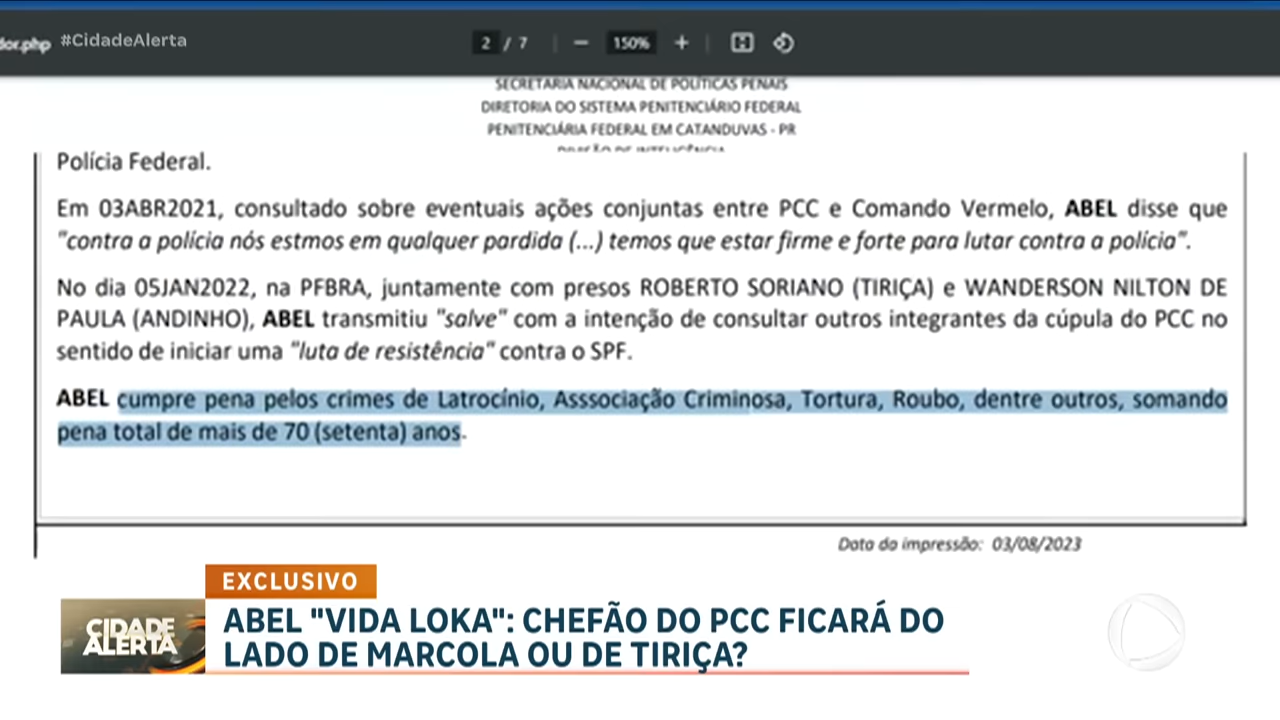 dor.php
#CidadeAlerta
2 / 7
150%
SECRETARIA NACIONAL DE POLÍTICAS PENAIS
DIRETORIA DO SISTEMA PENITENCIÁRIO FEDERAL
PENITENCIÁRIA FEDERAL EM CATANDUVAS - PR
Polícia Federal.
Em 03ABR2021, consultado sobre eventuais ações conjuntas entre PCC e Comando Vermelo, ABEL disse que
"contra a polícia nós estmos em qualquer pardida (...) temos que estar firme e forte para lutar contra a polícia".
No dia 05JAN2022, na PFBRA, juntamente com presos ROBERTO SORIANO (TIRIÇA) e WANDERSON NILTON DE
PAULA (ANDINHO), ABEL transmitiu "salve" com a intenção de consultar outros integrantes da cúpula do PCC no
sentido de iniciar uma "luta de resistência" contra o SPF.
ABEL cumpre pena pelos crimes de Latrocínio, Asssociação Criminosa, Tortura, Roubo, dentre outros, somando
pena total de mais de 70 (setenta) anos.
Data da impressão: 03/08/2023
EXCLUSIVO
CIDADE
ALERTA
ABEL "VIDA LOKA": CHEFÃO DO PCC FICARÁ DO
LADO DE MARCOLA OU DE TIRIÇA?